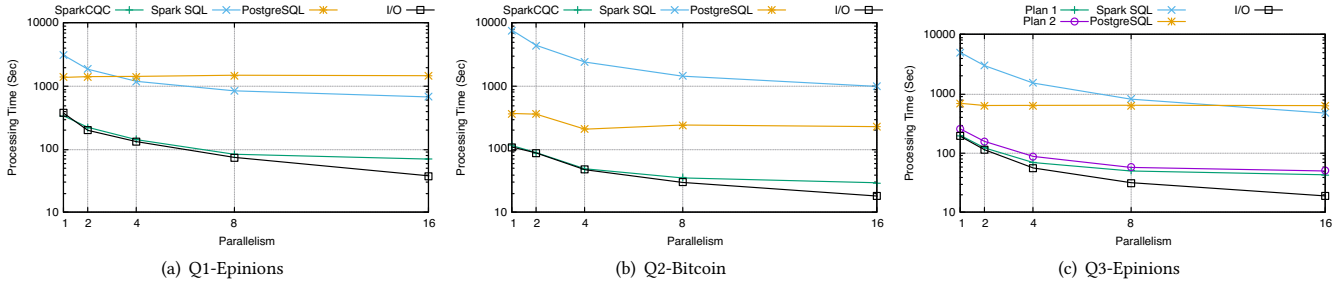 SparkCQC Spark SQL PostgreSQL I/O
Processing Time (Sec)
10000
1000
100
10
1 2 4 8 16
Parallelism
(a) Q1-Epinions
SparkCQC Spark SQL PostgreSQL I/O
Processing Time (Sec)
10000
1000
100
10
1 2 4 8 16
Parallelism
(b) Q2-Bitcoin
Plan 1 Spark SQL I/O
Plan 2 PostgreSQL
Processing Time (Sec)
10000
1000
100
10
1 2 4 8 16
Parallelism
(c) Q3-Epinions